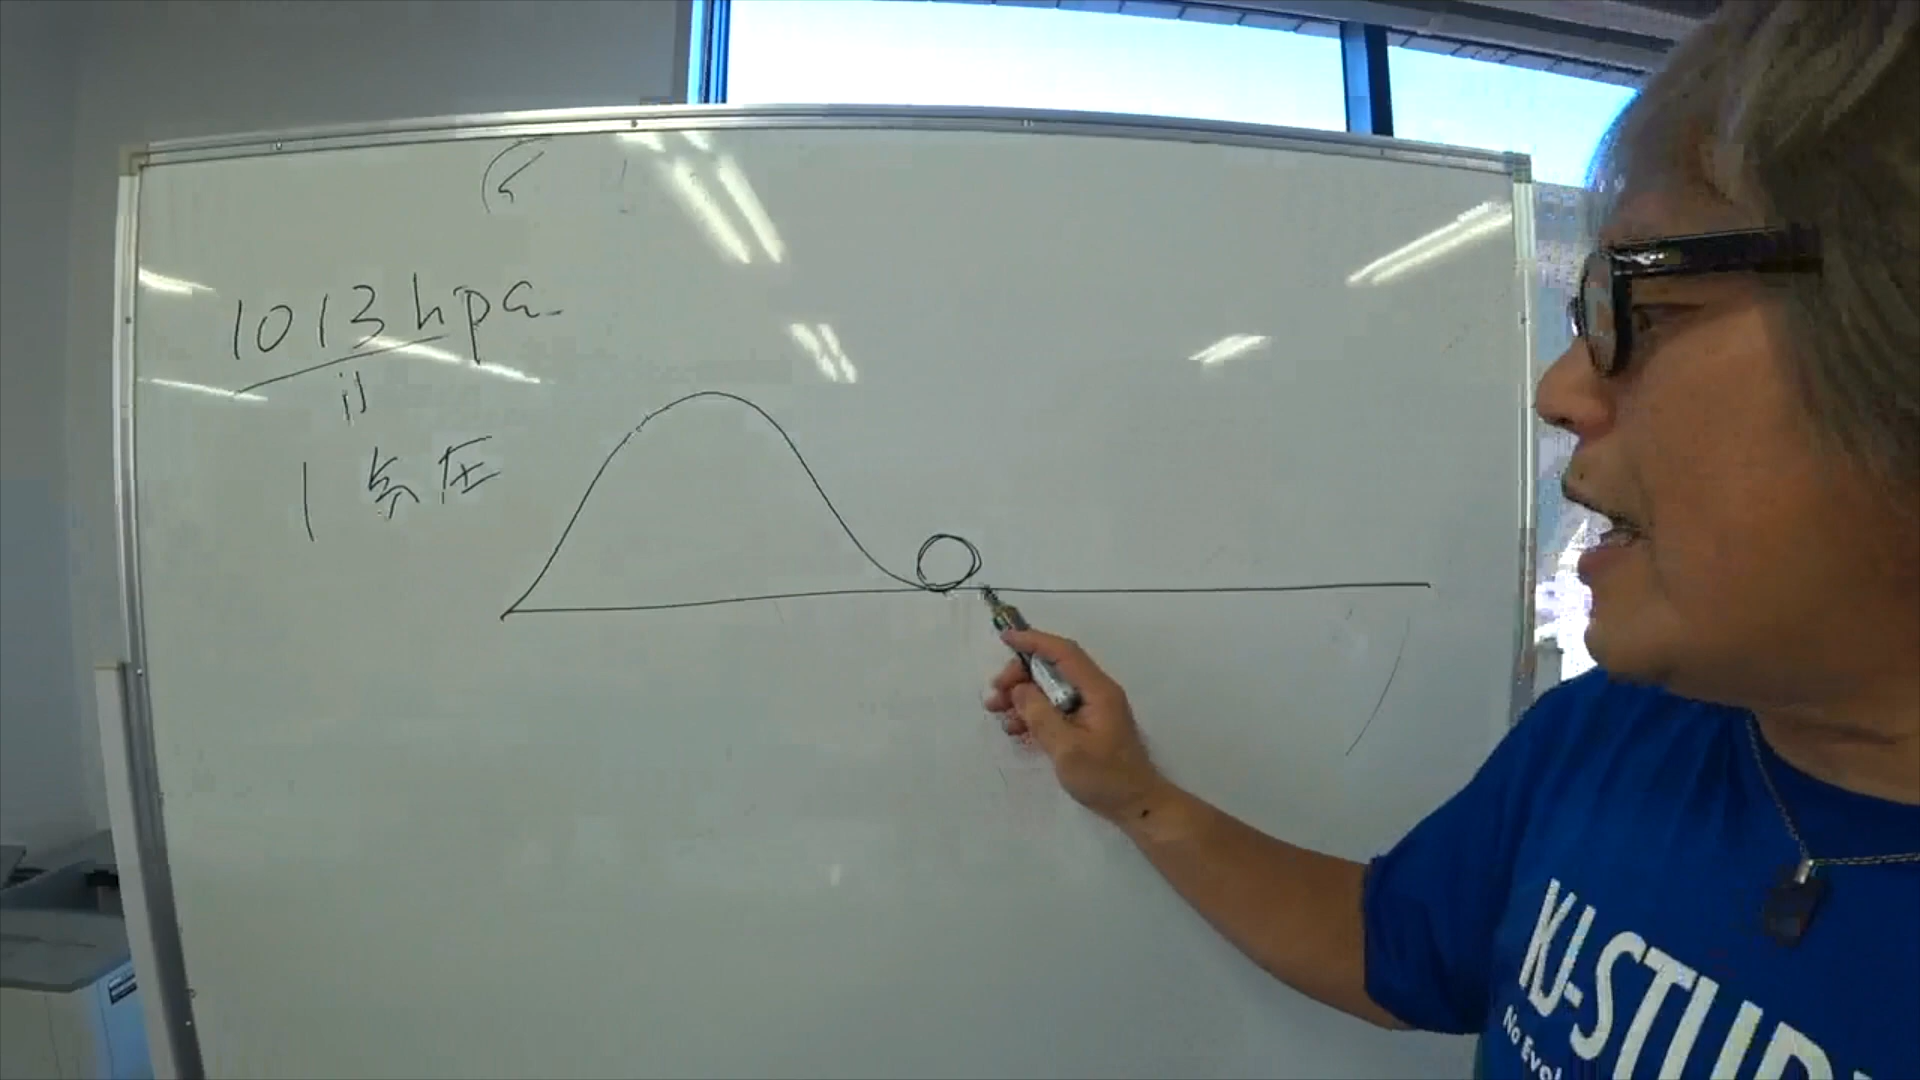 1013hpa
||
1 気圧
KJ-STUD
No Evol